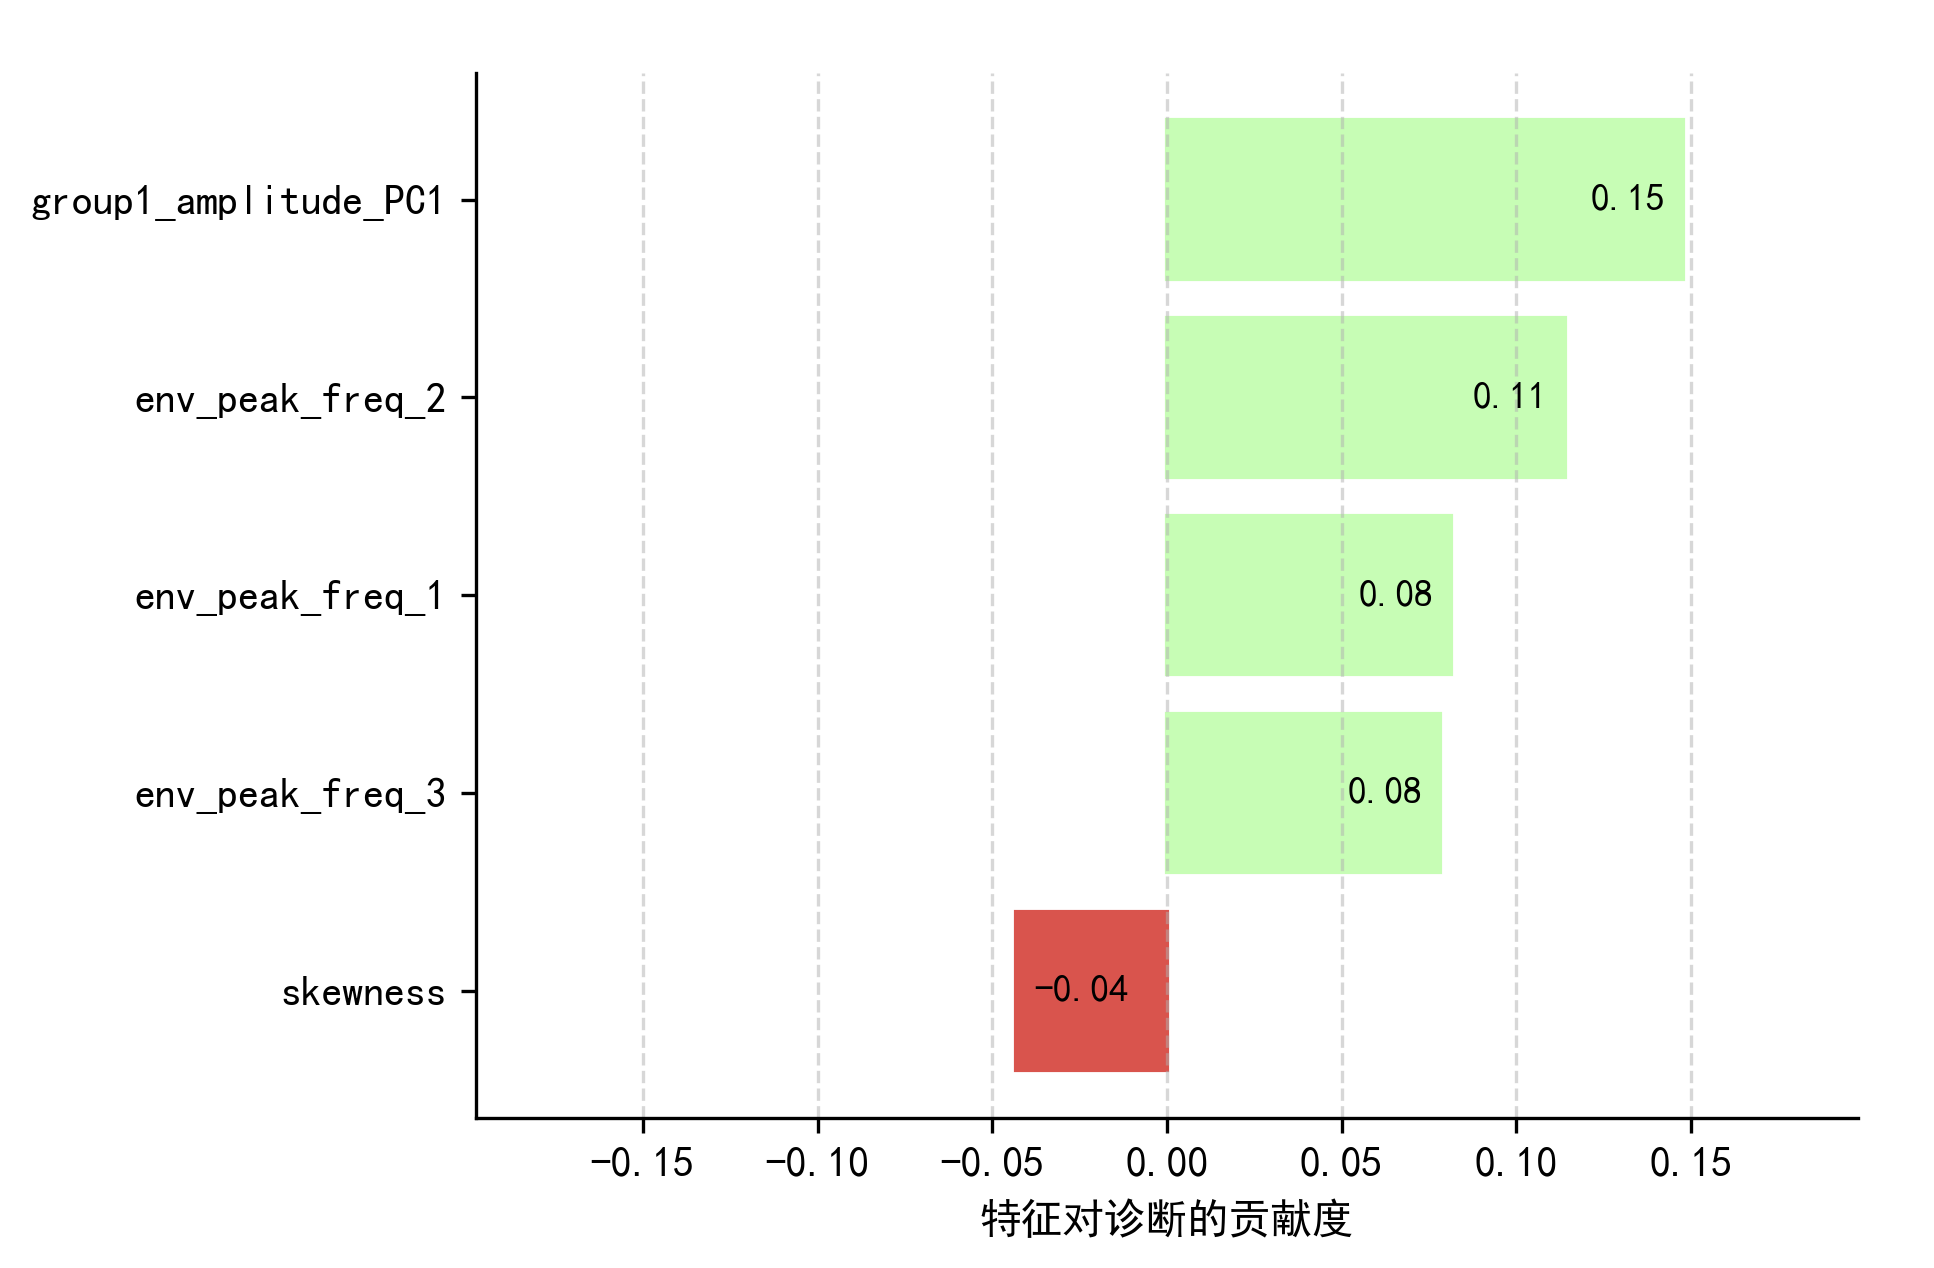 group1_amplitude_PC1
0.15
env_peak_freq_2
0.11
env_peak_freq_1
0.08
env_peak_freq_3
0.08
skewness
-0.04
-0.15 -0.10 -0.05 0.00 0.05 0.10 0.15
特征对诊断的贡献度